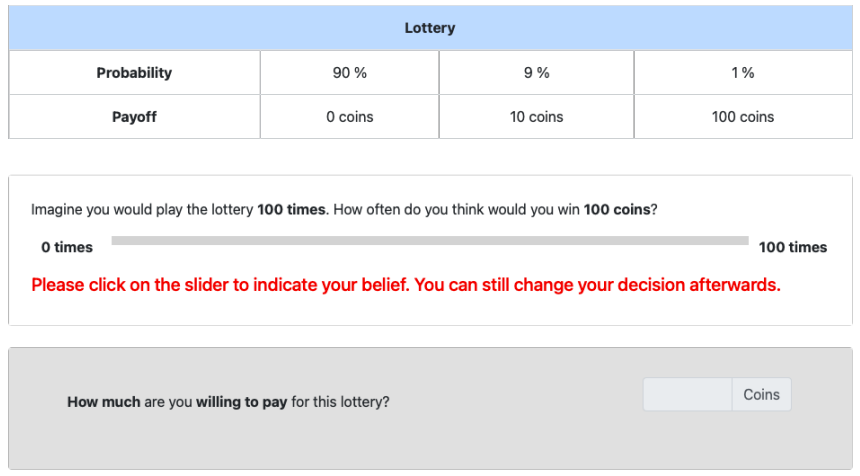 Lottery
Probability 90 % 9 % 1 %
Payoff 0 coins 10 coins 100 coins
Imagine you would play the lottery 100 times. How often do you think would you win 100 coins?
0 times 100 times
Please click on the slider to indicate your belief. You can still change your decision afterwards.
How much are you willing to pay for this lottery? Coins